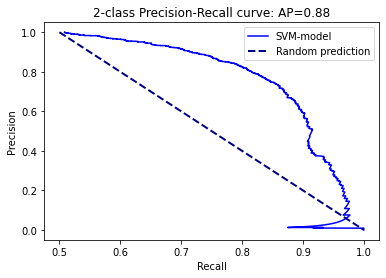 2-class Precision-Recall curve: AP=0.88
SVM-model
Random prediction
Precision
1.0
0.8
0.6
0.4
0.2
0.0
0.5 0.6 0.7 0.8 0.9 1.0
Recall